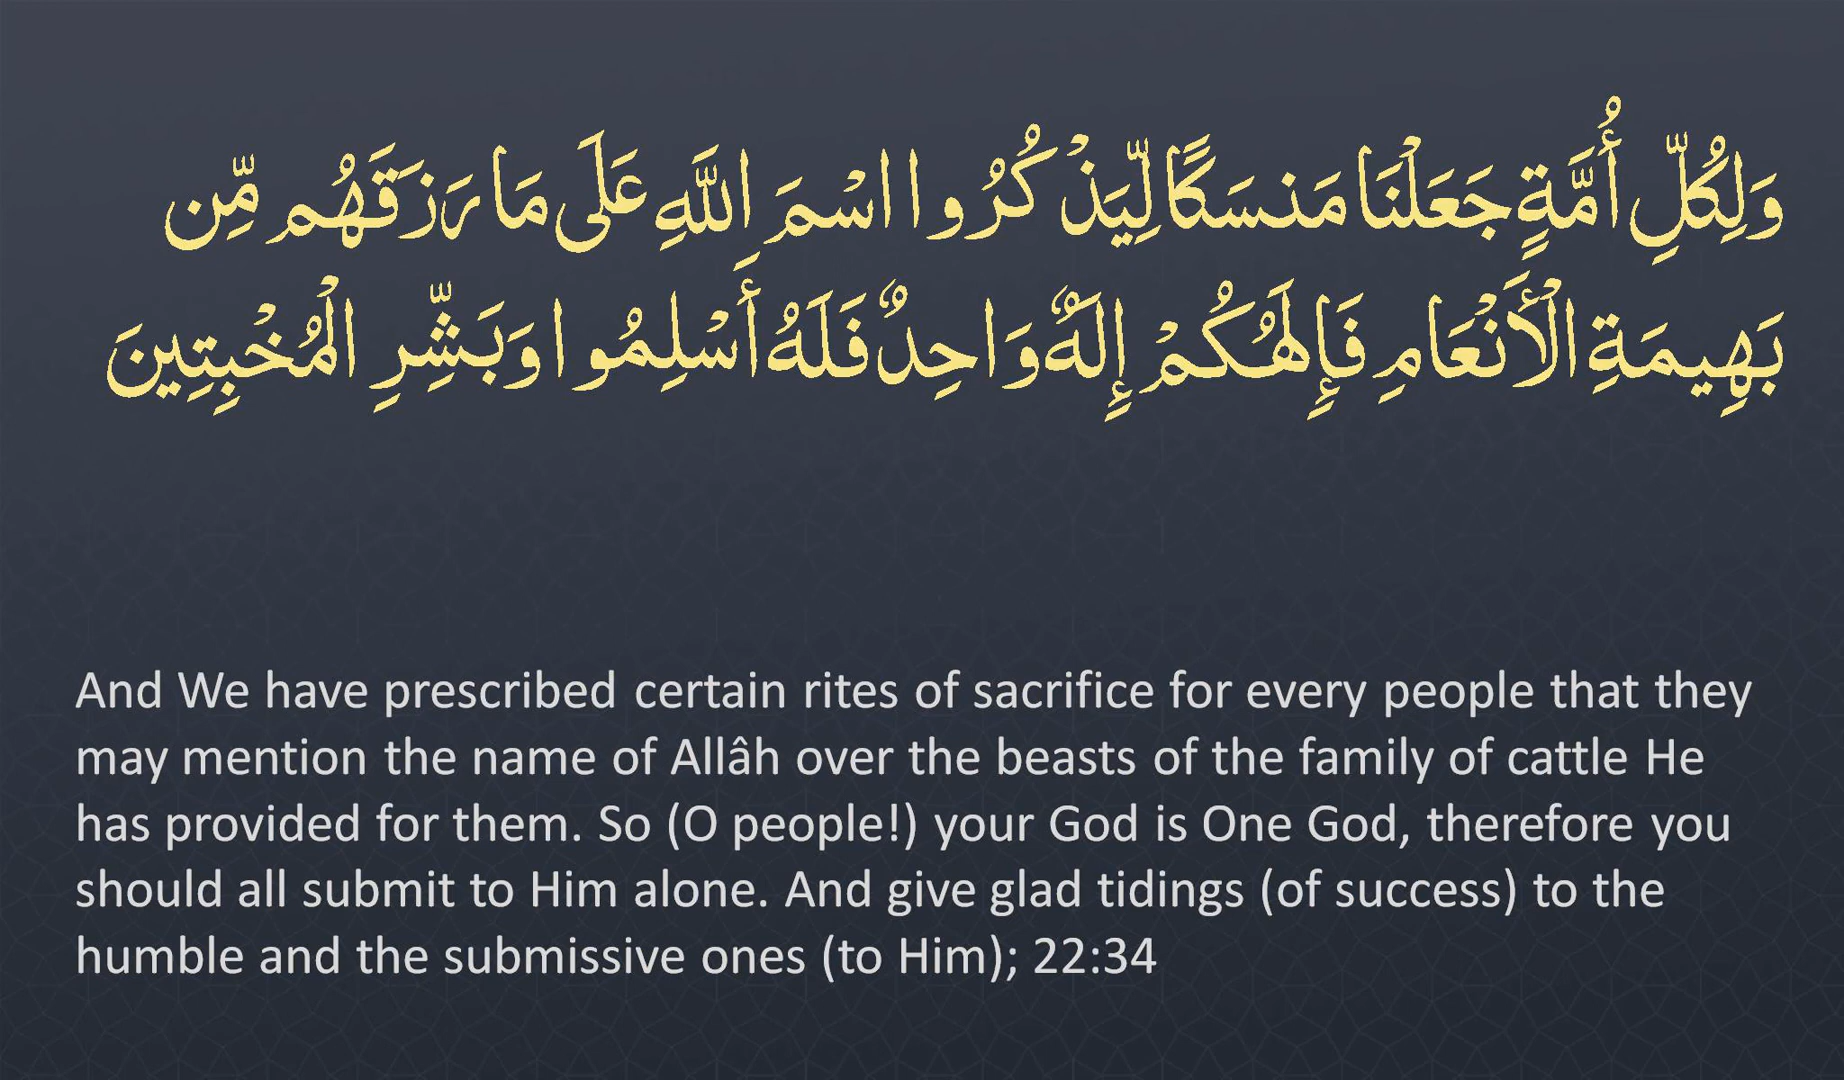 وَلِكُلِّ أُمَّةٍ جَعَلْنَا مَنسَكًا لِّيَذْكُرُوا اسْمَ اللَّهِ عَلَى مَا رَزَقَهُم مِّن
بَهِيمَةِ الْأَنْعَامِ فَإِلَهُكُمْ إِلَهٌ وَاحِدٌ فَلَهُ أَسْلِمُوا وَبَشِّرِ الْمُخْبِتِينَ
And We have prescribed certain rites of sacrifice for every people that they
may mention the name of Allâh over the beasts of the family of cattle He
has provided for them. So (O people!) your God is One God, therefore you
should all submit to Him alone. And give glad tidings (of success) to the
humble and the submissive ones (to Him); 22:34